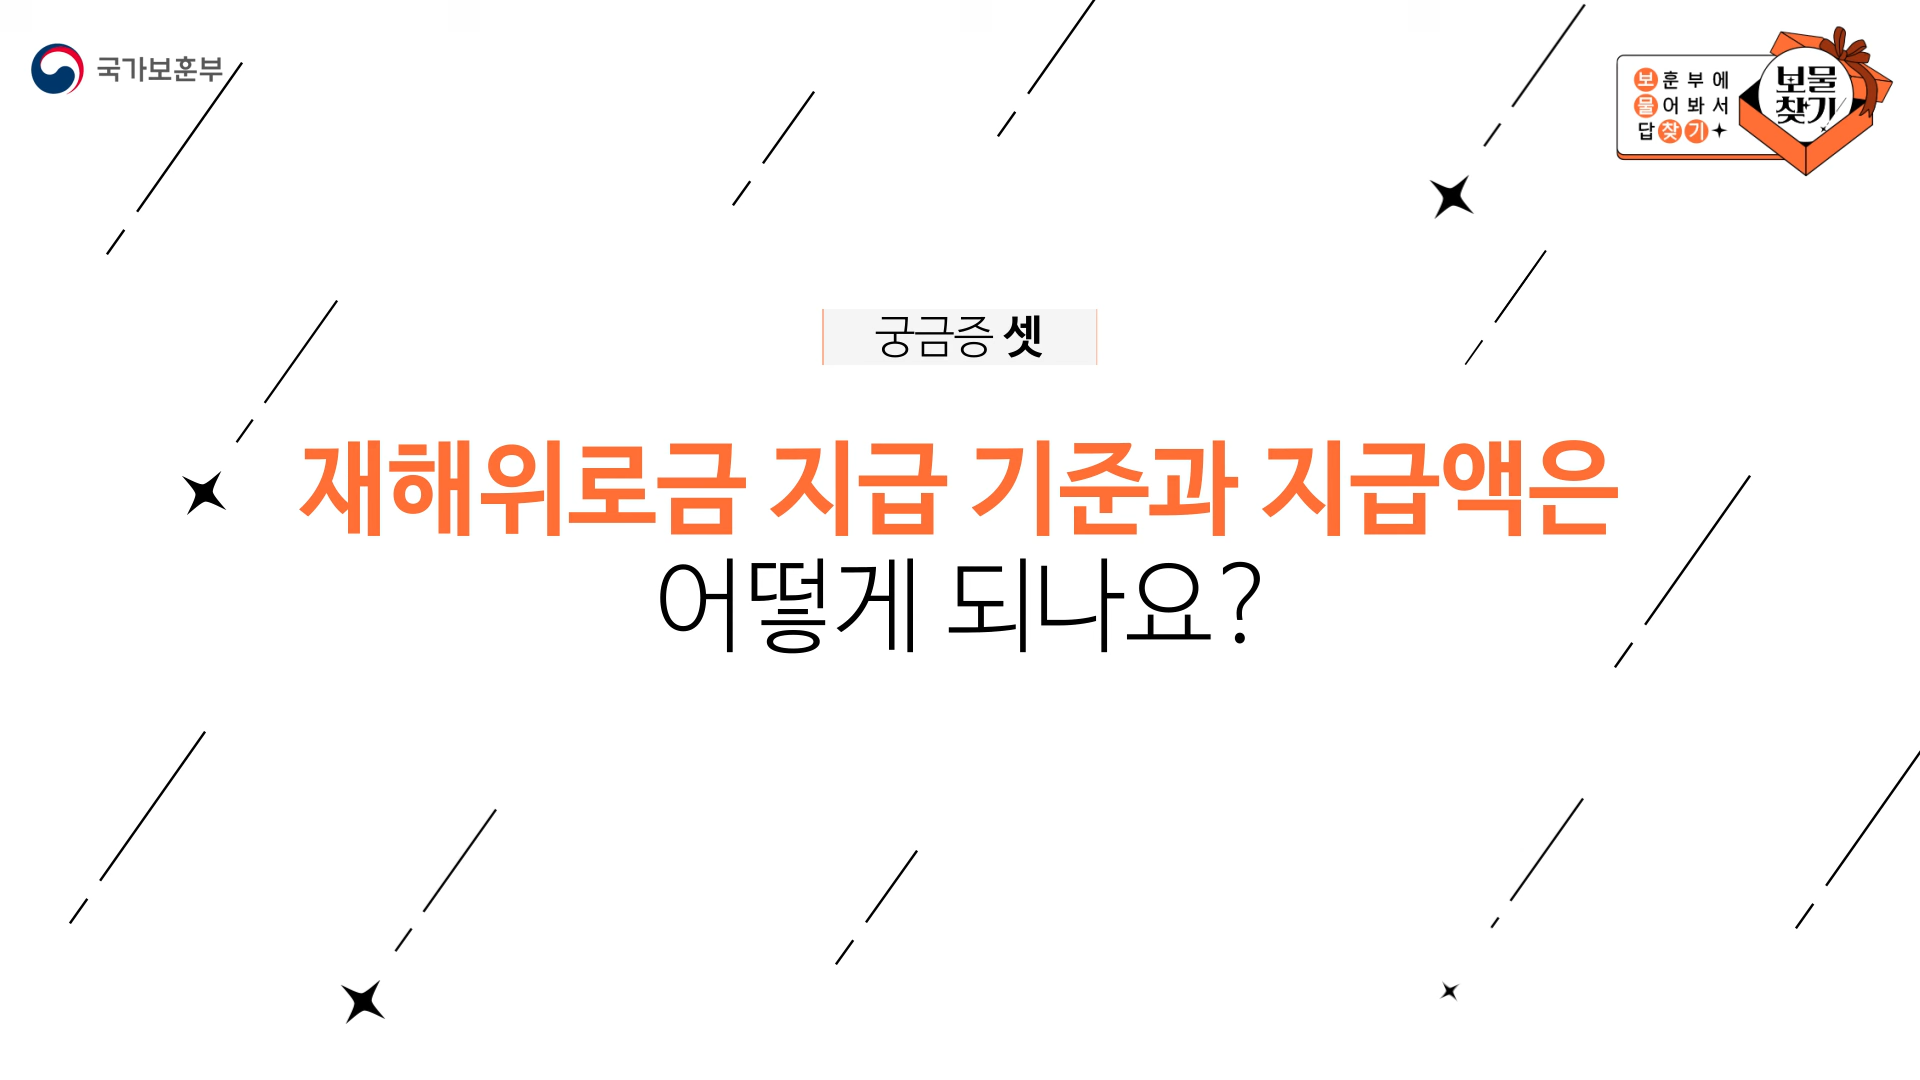 국가보훈부
보훈부에
물어봐서
답찾기
보물
찾기
궁금증 셋
재해위로금 지급 기준과 지급액은
어떻게 되나요?